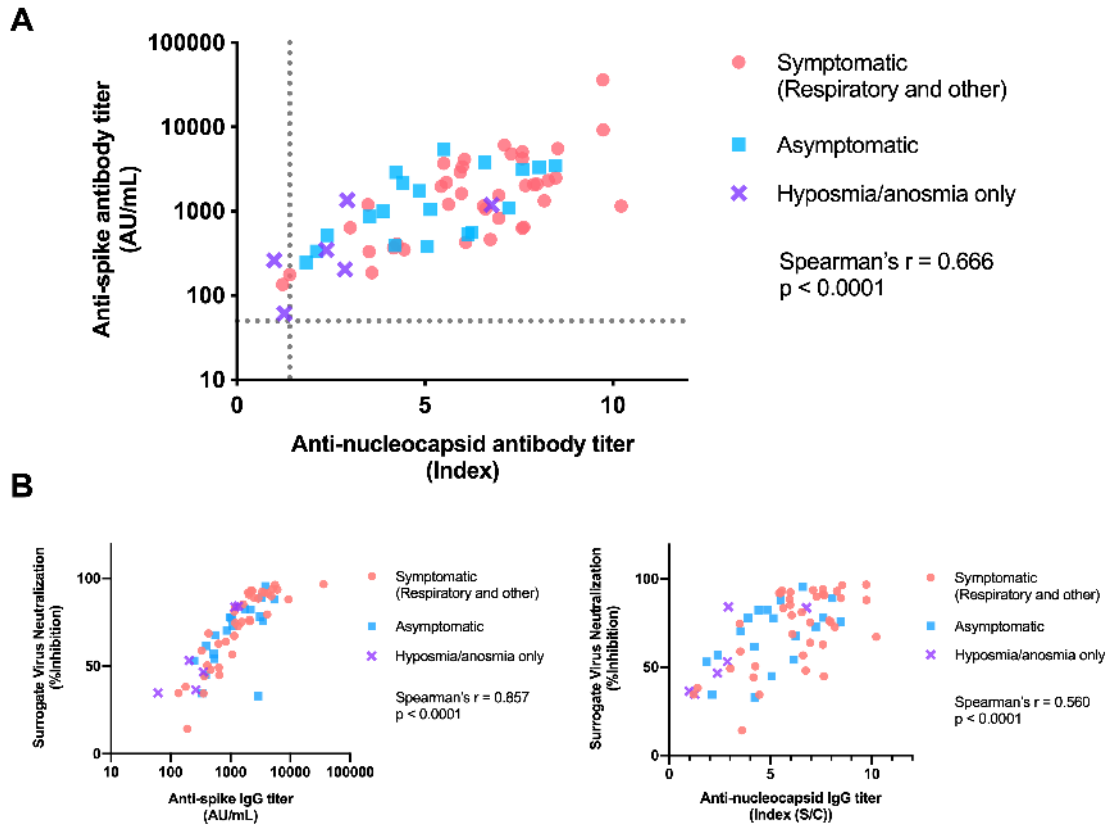 A
Anti-spike antibody titer
(AU/mL)
100000
10000
1000
100
10
0
5
10
Anti-nucleocapsid antibody titer
(Index)
Symptomatic
(Respiratory and other)
Asymptomatic
Hyposmia/anosmia only
Spearman's r = 0.666
p < 0.0001
B
Surrogate Virus Neutralization
(%Inhibition)
100
50
0
10
100
1000
10000
100000
Anti-spike IgG titer
(AU/mL)
Symptomatic
(Respiratory and other)
Asymptomatic
Hyposmia/anosmia only
Spearman's r = 0.857
p < 0.0001
Surrogate Virus Neutralization
(%Inhibition)
100
50
0
0
5
10
Anti-nucleocapsid IgG titer
(Index (S/C))
Symptomatic
(Respiratory and other)
Asymptomatic
Hyposmia/anosmia only
Spearman's r = 0.560
p < 0.0001